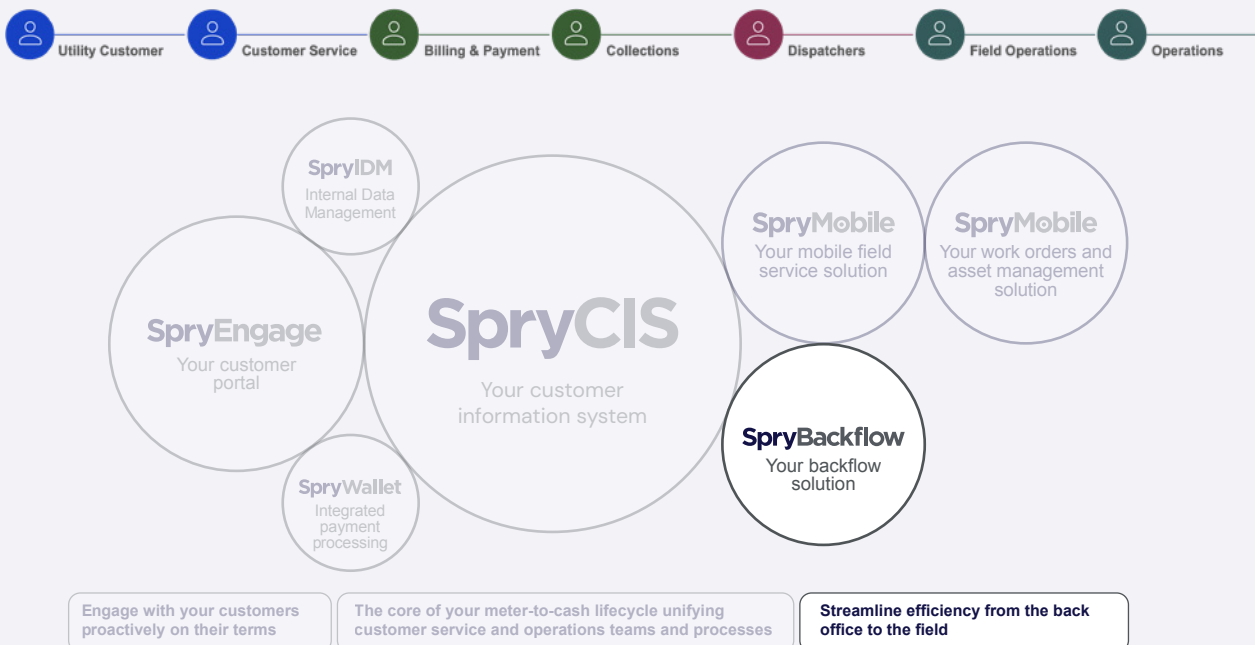 Utility Customer
Customer Service
Billing & Payment
Collections
Dispatchers
Field Operations
Operations
SpryIDM
Internal Data
Management
SpryEngage
Your customer
portal
SpryWallet
Integrated
payment
processing
SpryCIS
Your customer
information system
SpryMobile
Your mobile field
service solution
SpryMobile
Your work orders and
asset management
solution
SpryBackflow
Your backflow
solution
Engage with your customers
proactively on their terms
The core of your meter-to-cash lifecycle unifying
customer service and operations teams and processes
Streamline efficiency from the back
office to the field